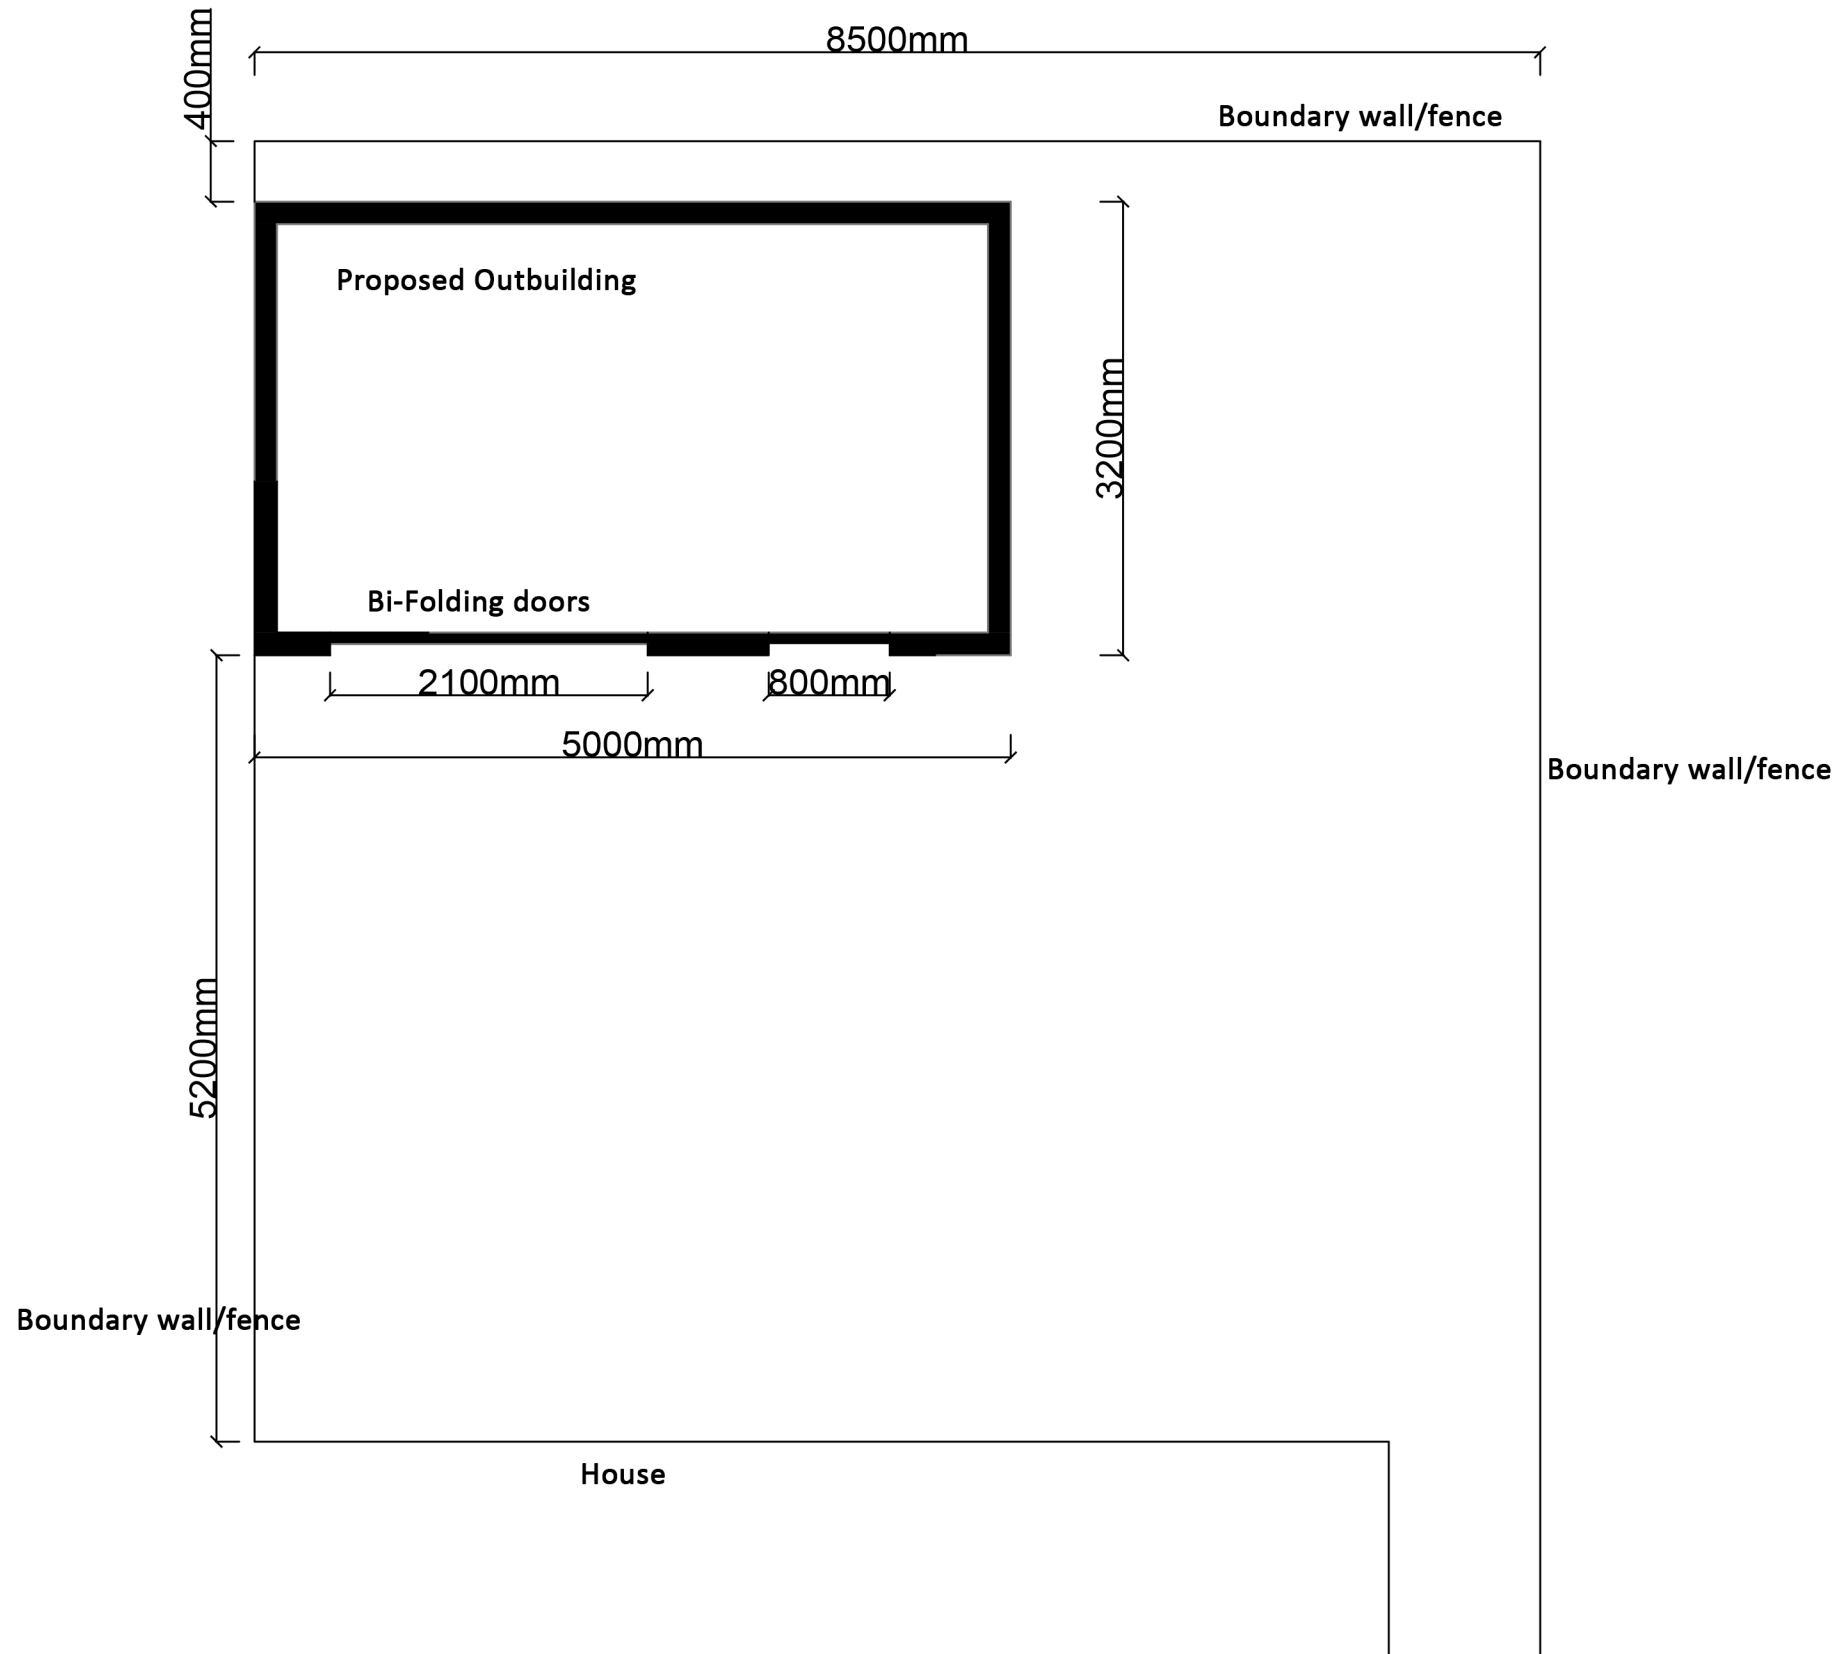 8500mm
400mm
Boundary wall/fence
Proposed Outbuilding
3200mm
Bi-Folding doors
2100mm
800mm
5000mm
Boundary wall/fence
5200mm
Boundary wall/fence
House